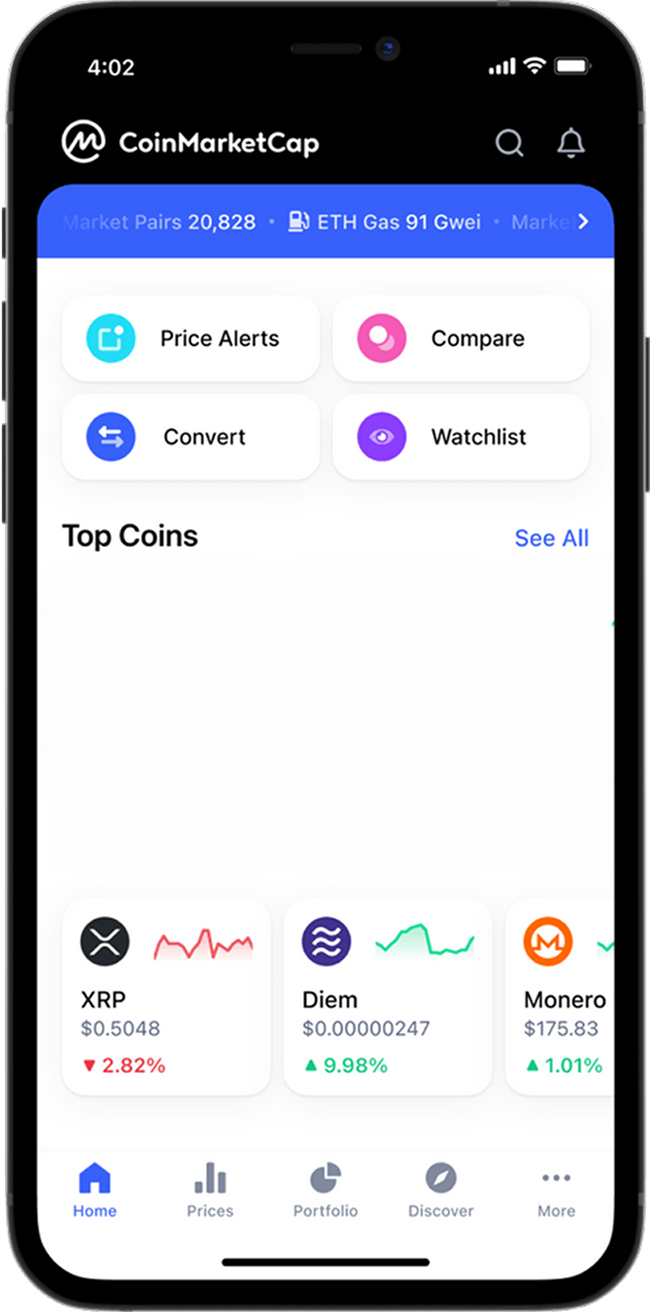 4:02
CoinMarketCap
Market Pairs 20,828 • ETH Gas 91 Gwei • Market
Price Alerts
Compare
Convert
Watchlist
Top Coins
See All
XRP
$0.5048
2.82%
Diem
$0.00000247
9.98%
Monero
$175.83
1.01%
Home
Prices
Portfolio
Discover
More